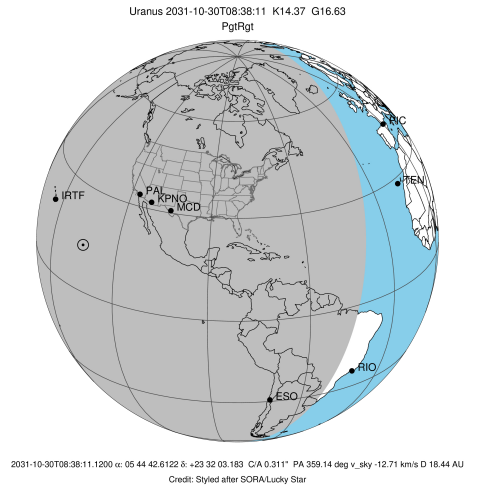 Uranus 2031-10-30T08:38:11 K14.37 G16.63
PgtRgt
PIC
TEN
IRTF
PAL
KPNO
MCD
RIO
ESO
2031-10-30T08:38:11.1200 α: 05 44 42.6122 δ: +23 32 03.183 C/A 0.311" PA 359.14 deg v_sky -12.71 km/s D 18.44 AU
Credit: Styled after SORA/Lucky Star